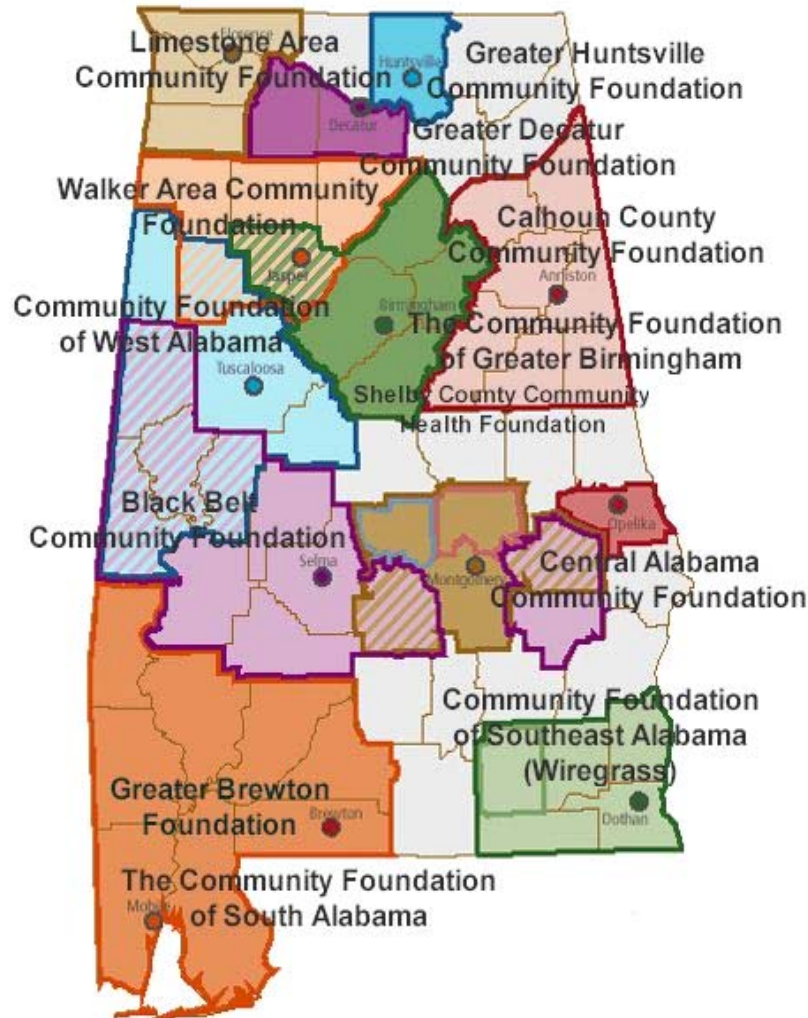 Florence
Limestone Area
Community Foundation
Huntsville
Greater Huntsville
Community Foundation
Decatur
Greater Decatur
Community Foundation
Walker Area Community
Foundation
Jasper
Calhoun County
Community Foundation
Anniston
Community Foundation
of West Alabama
Birmingham
The Community Foundation
of Greater Birmingham
Tuscaloosa
Shelby County Community
Health Foundation
Black Belt
Community Foundation
Selma
Opelika
Montgomery
Central Alabama
Community Foundation
Community Foundation
of Southeast Alabama
(Wiregrass)
Dothan
Greater Brewton
Foundation
Brewton
The Community Foundation
of South Alabama
Mobile